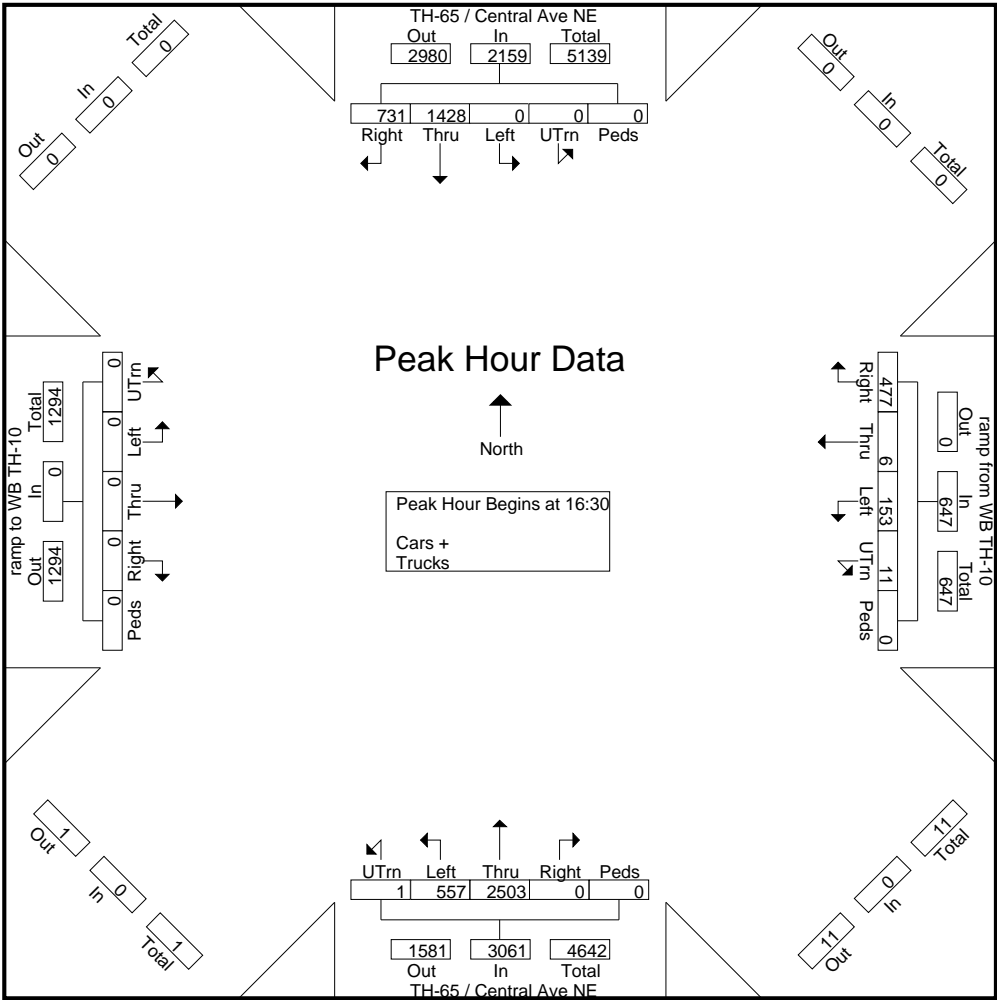 TH-65 / Central Ave NE
Out In Total
2980 2159 5139
731 1428 0 0 0
Right Thru Left UTrn Peds
Total
0
In
0
Out
0
Out
0
In
0
Total
0
Peak Hour Data
North
Peak Hour Begins at 16:30
Cars +
Trucks
ramp to WB TH-10
Total In Out
1294 0 1294
0 0 0 0 0
UTrn Left Thru Right Peds
ramp from WB TH-10
Out In Total
0 647 647
477 6 153 11 0
Right Thru Left UTrn Peds
1
Out
0
In
1
Total
11
Total
0
In
11
Out
UTrn Left Thru Right Peds
1 557 2503 0 0
1581 3061 4642
Out In Total
TH-65 / Central Ave NE